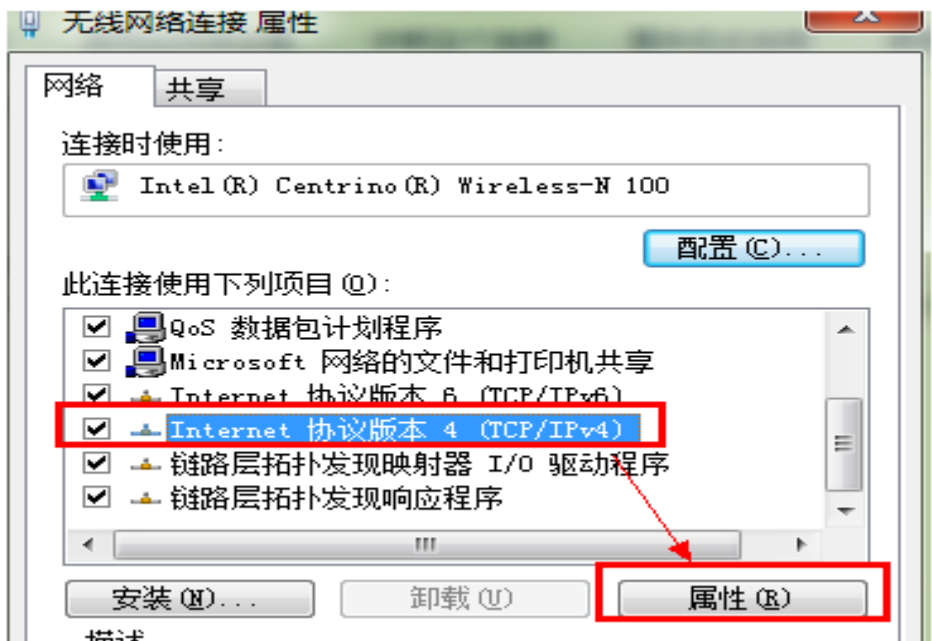 无线网络连接 属性
网络 共享
连接时使用:
Intel(R) Centrino(R) Wireless-N 100
配置(C)...
此连接使用下列项目(O):
QoS 数据包计划程序
Microsoft 网络的文件和打印机共享
Internet 协议版本 6 (TCP/IPv6)
Internet 协议版本 4 (TCP/IPv4)
链路层拓扑发现映射器 I/O 驱动程序
链路层拓扑发现响应程序
安装(N)... 卸载(U) 属性(R)
描述